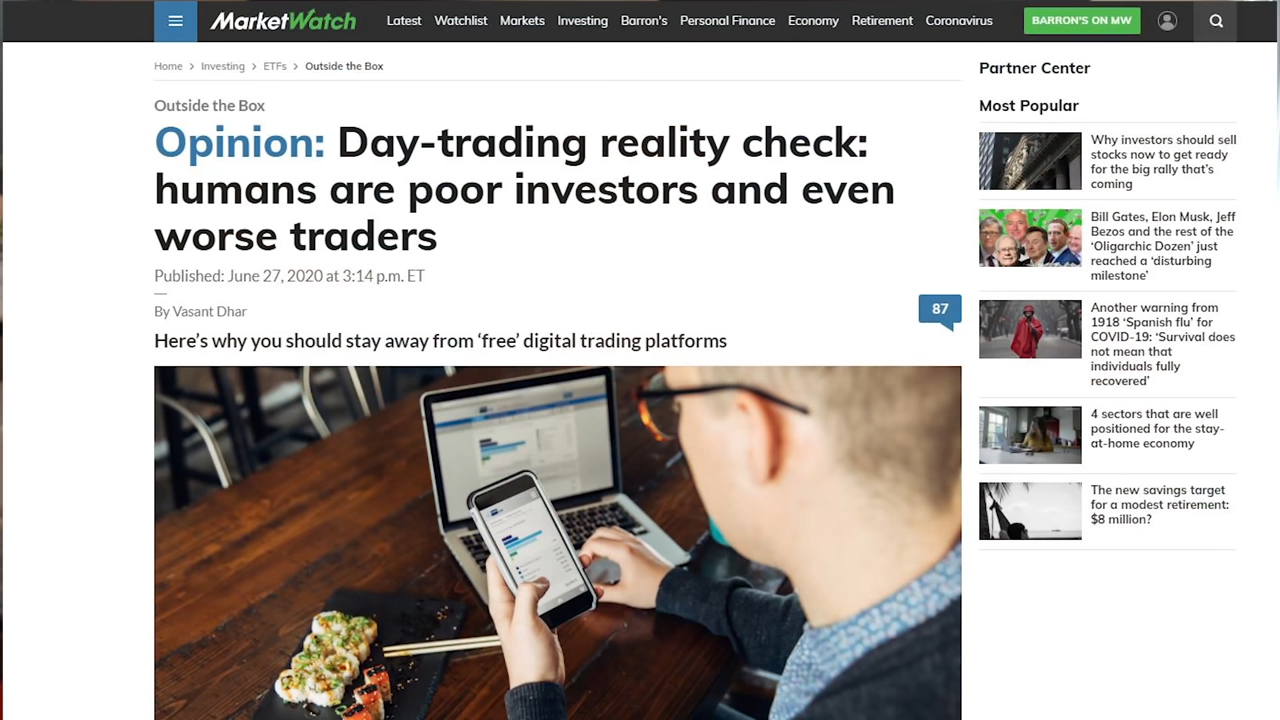 MarketWatch
Latest Watchlist Markets Investing Barron's Personal Finance Economy Retirement Coronavirus
BARRON'S ON MW
Home > Investing > ETFs > Outside the Box
Outside the Box
Opinion: Day-trading reality check:
humans are poor investors and even
worse traders
Published: June 27, 2020 at 3:14 p.m. ET
By Vasant Dhar
87
Here's why you should stay away from 'free' digital trading platforms
Partner Center
Most Popular
Why investors should sell
stocks now to get ready
for the big rally that's
coming
Bill Gates, Elon Musk, Jeff
Bezos and the rest of the
'Oligarchic Dozen' just
reached a 'disturbing
milestone'
Another warning from
1918 'Spanish flu' for
COVID-19: 'Survival does
not mean that
individuals fully
recovered'
4 sectors that are well
positioned for the stay-
at-home economy
The new savings target
for a modest retirement:
$8 million?